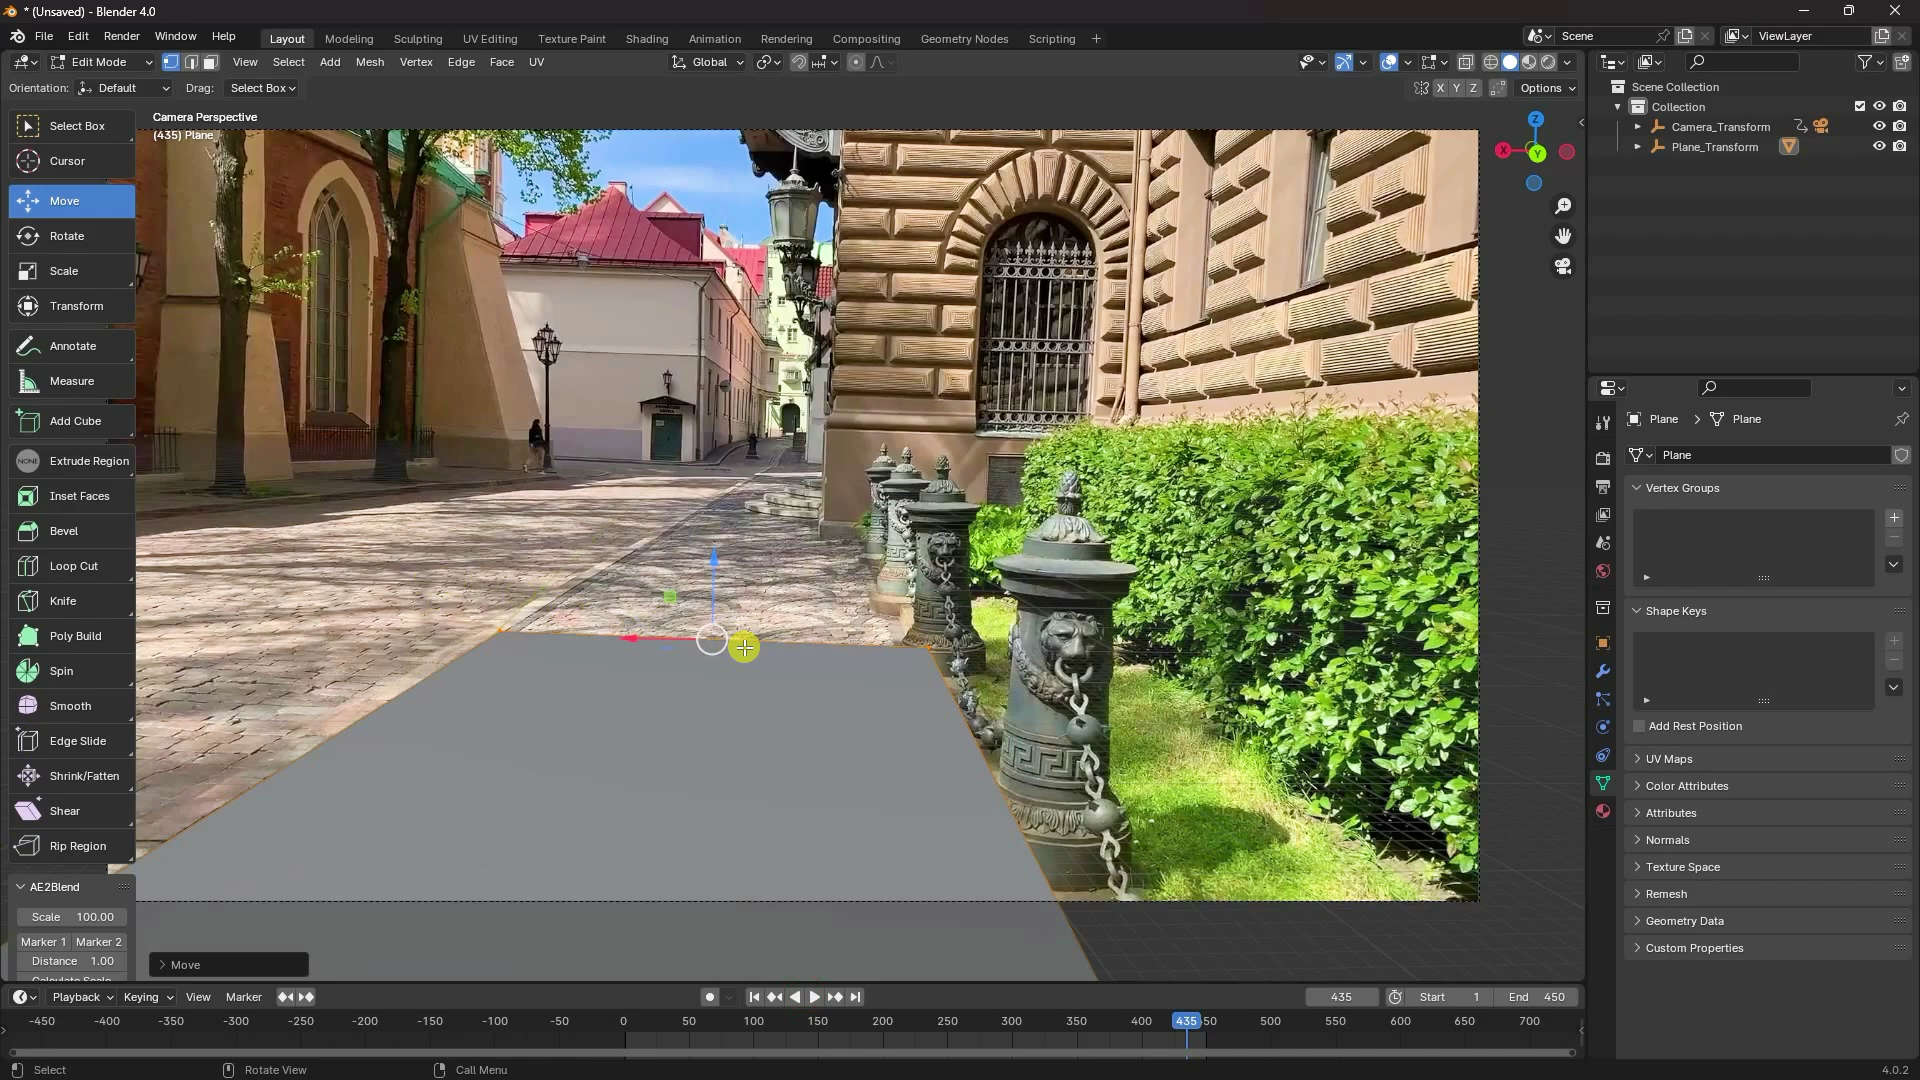 * (Unsaved) - Blender 4.0
File Edit Render Window Help
Layout Modeling Sculpting UV Editing Texture Paint Shading Animation Rendering Compositing Geometry Nodes Scripting +
Scene
ViewLayer
Edit Mode
View Select Add Mesh Vertex Edge Face UV
Global
Orientation: Default Drag: Select Box
X Y Z
Options
Camera Perspective
(435) Plane
Select Box
Cursor
Move
Rotate
Scale
Transform
Annotate
Measure
Add Cube
NONE Extrude Region
Inset Faces
Bevel
Loop Cut
Knife
Poly Build
Spin
Smooth
Edge Slide
Shrink/Fatten
Shear
Rip Region
AE2Blend
Scale 100.00
Marker 1 Marker 2
Distance 1.00
Calculate Scale
Move
Z
X
Y
Scene Collection
Collection
Camera_Transform
Plane_Transform
Plane > Plane
Plane
Vertex Groups
Shape Keys
Add Rest Position
UV Maps
Color Attributes
Attributes
Normals
Texture Space
Remesh
Geometry Data
Custom Properties
Playback Keying View Marker
435
Start 1
End 450
-450 -400 -350 -300 -250 -200 -150 -100 -50 0 50 100 150 200 250 300 350 400 435 50 500 550 600 650 700
Select
Rotate View
Call Menu
4.0.2